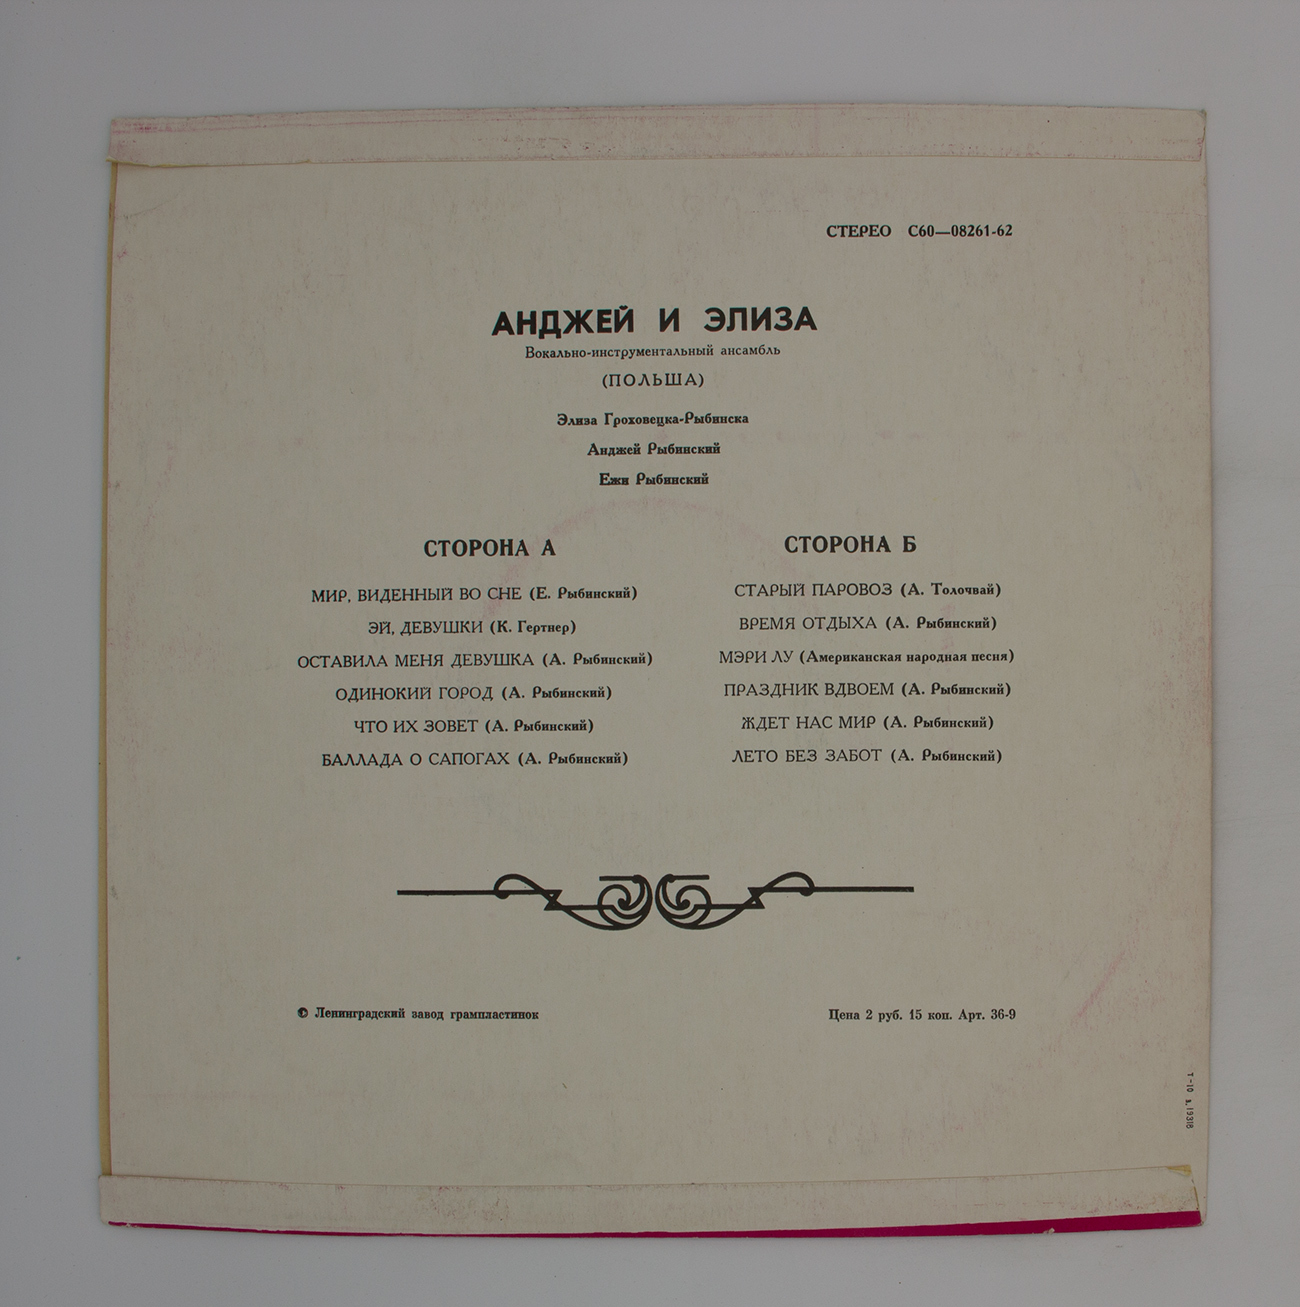 СТЕРЕО С60—08261-62
АНДЖЕЙ И ЭЛИЗА
Вокально-инструментальный ансамбль
(ПОЛЬША)
Элиза Гроховецка-Рыбинска
Анджей Рыбинский
Ежи Рыбинский
СТОРОНА А
МИР, ВИДЕННЫЙ ВО СНЕ (Е. Рыбинский)
ЭЙ, ДЕВУШКИ (К. Гертнер)
ОСТАВИЛА МЕНЯ ДЕВУШКА (А. Рыбинский)
ОДИНОКИЙ ГОРОД (А. Рыбинский)
ЧТО ИХ ЗОВЕТ (А. Рыбинский)
БАЛЛАДА О САПОГАХ (А. Рыбинский)
СТОРОНА Б
СТАРЫЙ ПАРОВОЗ (А. Толочвай)
ВРЕМЯ ОТДЫХА (А. Рыбинский)
МЭРИ ЛУ (Американская народная песня)
ПРАЗДНИК ВДВОЕМ (А. Рыбинский)
ЖДЕТ НАС МИР (А. Рыбинский)
ЛЕТО БЕЗ ЗАБОТ (А. Рыбинский)
© Ленинградский завод грампластинок
Цена 2 руб. 15 коп. Арт. 36-9
Т-10 з.19318